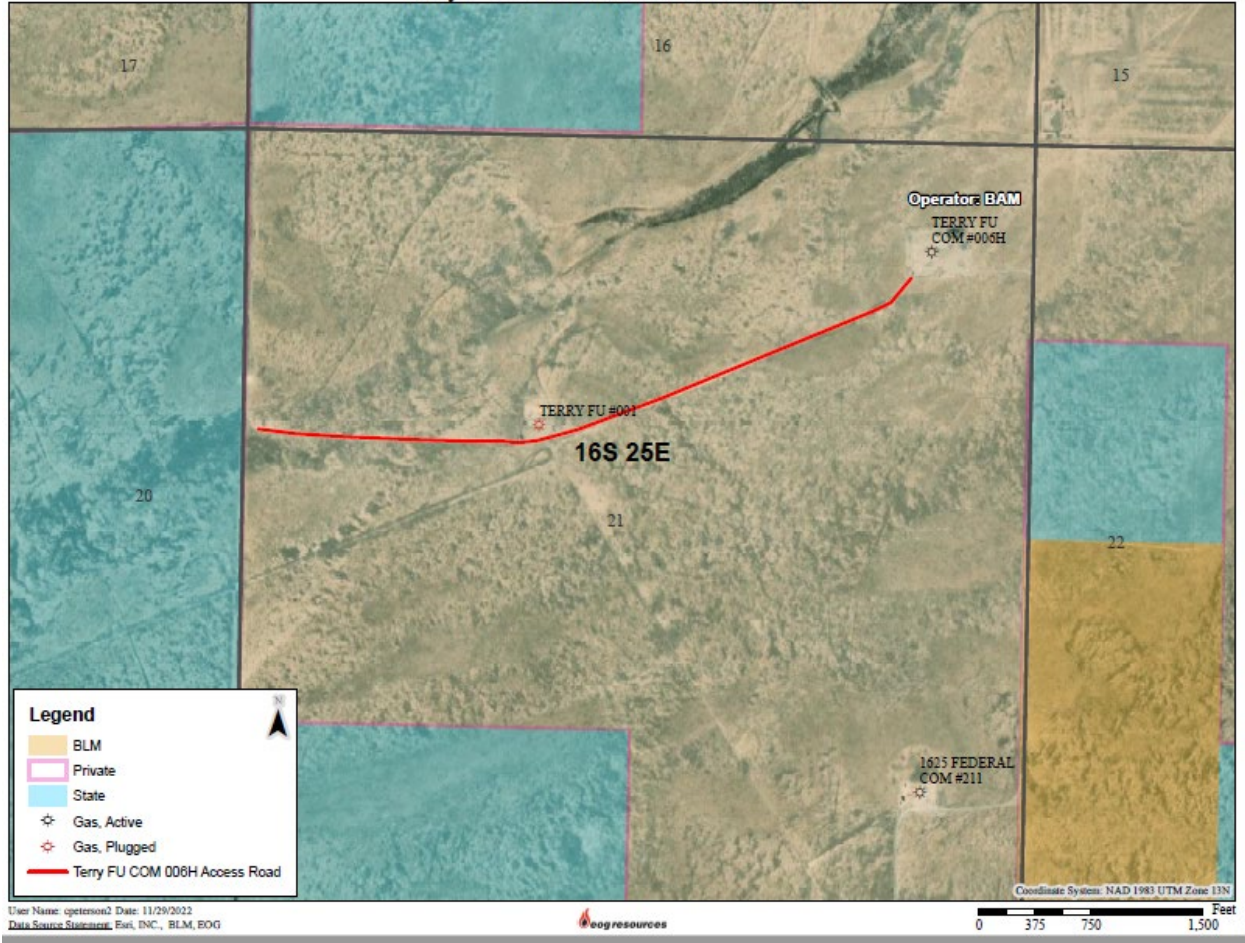 17
16
15
Operator: BAM
TERRY FU
COM #006H
TERRY FU #001
16S 25E
20
21
22
1625 FEDERAL
COM #211
Legend
N
BLM
Private
State
Gas, Active
Gas, Plugged
Terry FU COM 006H Access Road
Coordinate System: NAD 1983 UTM Zone 13N
User Name: cpeterson2 Date: 11/29/2022
Data Source Statement: Esri, INC., BLM, EOG
eog resources
Feet
0 375 750 1,500